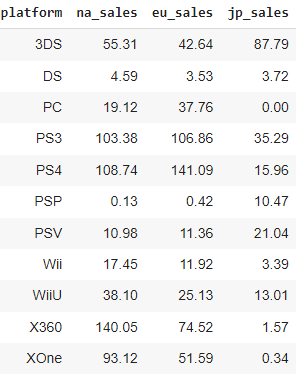 platform na_sales eu_sales jp_sales
3DS 55.31 42.64 87.79
DS 4.59 3.53 3.72
PC 19.12 37.76 0.00
PS3 103.38 106.86 35.29
PS4 108.74 141.09 15.96
PSP 0.13 0.42 10.47
PSV 10.98 11.36 21.04
Wii 17.45 11.92 3.39
WiiU 38.10 25.13 13.01
X360 140.05 74.52 1.57
XOne 93.12 51.59 0.34